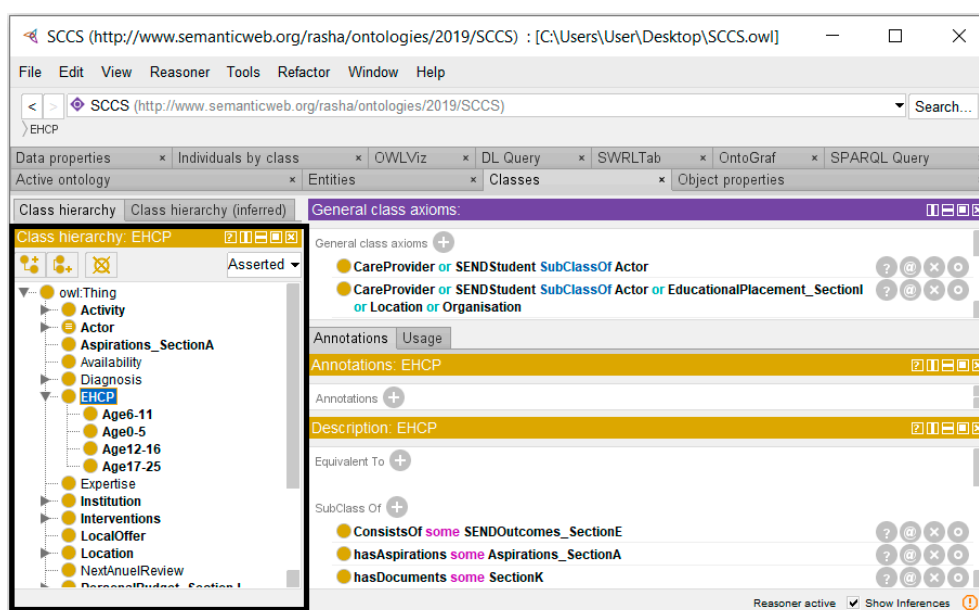 SCCS (http://www.semanticweb.org/rasha/ontologies/2019/SCCS) : [C:\Users\User\Desktop\SCCS.owl]
File Edit View Reasoner Tools Refactor Window Help
< > SCCS (http://www.semanticweb.org/rasha/ontologies/2019/SCCS) Search...
EHCP
Data properties × Individuals by class × OWLViz × DL Query × SWRLTab × OntoGraf × SPARQL Query
Active ontology × Entities × Classes × Object properties
Class hierarchy Class hierarchy (inferred)
Class hierarchy: EHCP
Asserted
owl:Thing
Activity
Actor
Aspirations_SectionA
Availability
Diagnosis
EHCP
Age6-11
Age0-5
Age12-16
Age17-25
Expertise
Institution
Interventions
LocalOffer
Location
NextAnuelReview
General class axioms:
General class axioms
CareProvider or SENDStudent SubClassOf Actor
CareProvider or SENDStudent SubClassOf Actor or EducationalPlacement_SectionI
or Location or Organisation
Annotations Usage
Annotations: EHCP
Annotations
Description: EHCP
Equivalent To
SubClass Of
ConsistsOf some SENDOutcomes_SectionE
hasAspirations some Aspirations_SectionA
hasDocuments some SectionK
Reasoner active Show Inferences